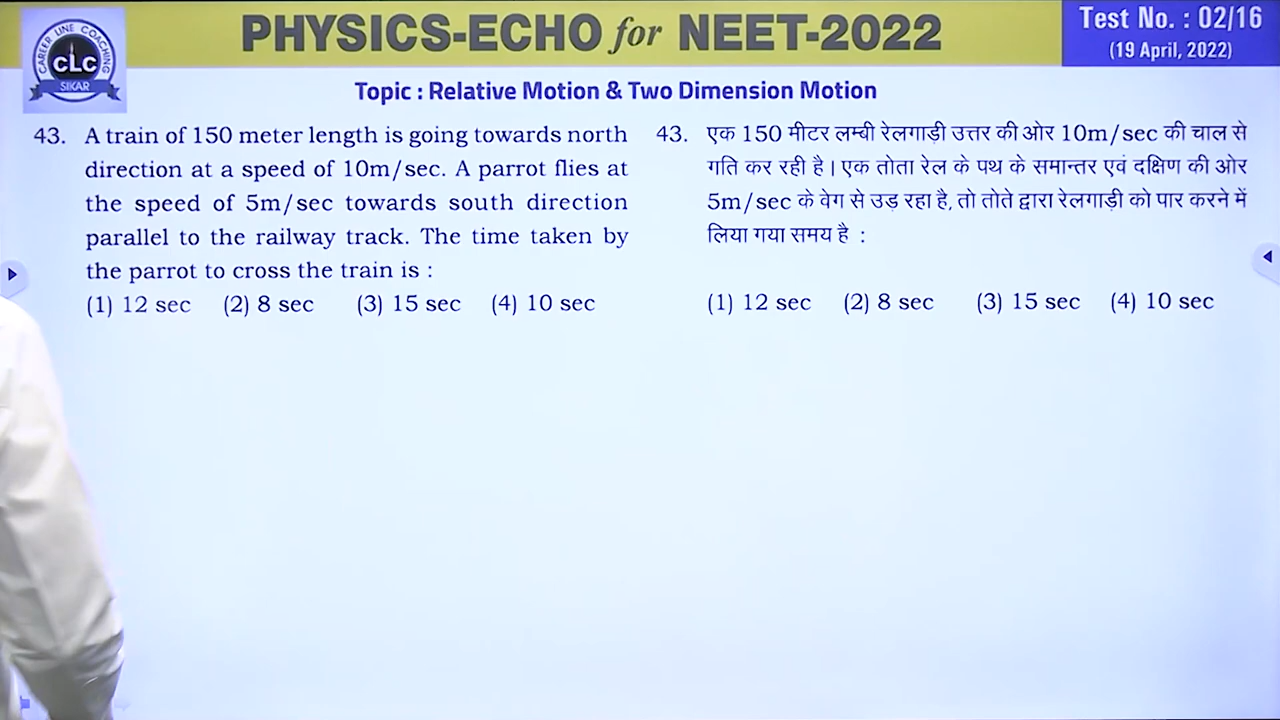 CAREER LINE COACHING
CLC
SIKAR
PHYSICS-ECHO for NEET-2022
Test No. : 02/16
(19 April, 2022)
Topic : Relative Motion & Two Dimension Motion
43. A train of 150 meter length is going towards north
direction at a speed of 10m/sec. A parrot flies at
the speed of 5m/sec towards south direction
parallel to the railway track. The time taken by
the parrot to cross the train is :
(1) 12 sec (2) 8 sec (3) 15 sec (4) 10 sec
43. एक 150 मीटर लम्बी रेलगाड़ी उत्तर की ओर 10m/sec की चाल से
गति कर रही है। एक तोता रेल के पथ के समान्तर एवं दक्षिण की ओर
5m/sec के वेग से उड़ रहा है, तो तोते द्वारा रेलगाड़ी को पार करने में
लिया गया समय है :
(1) 12 sec (2) 8 sec (3) 15 sec (4) 10 sec